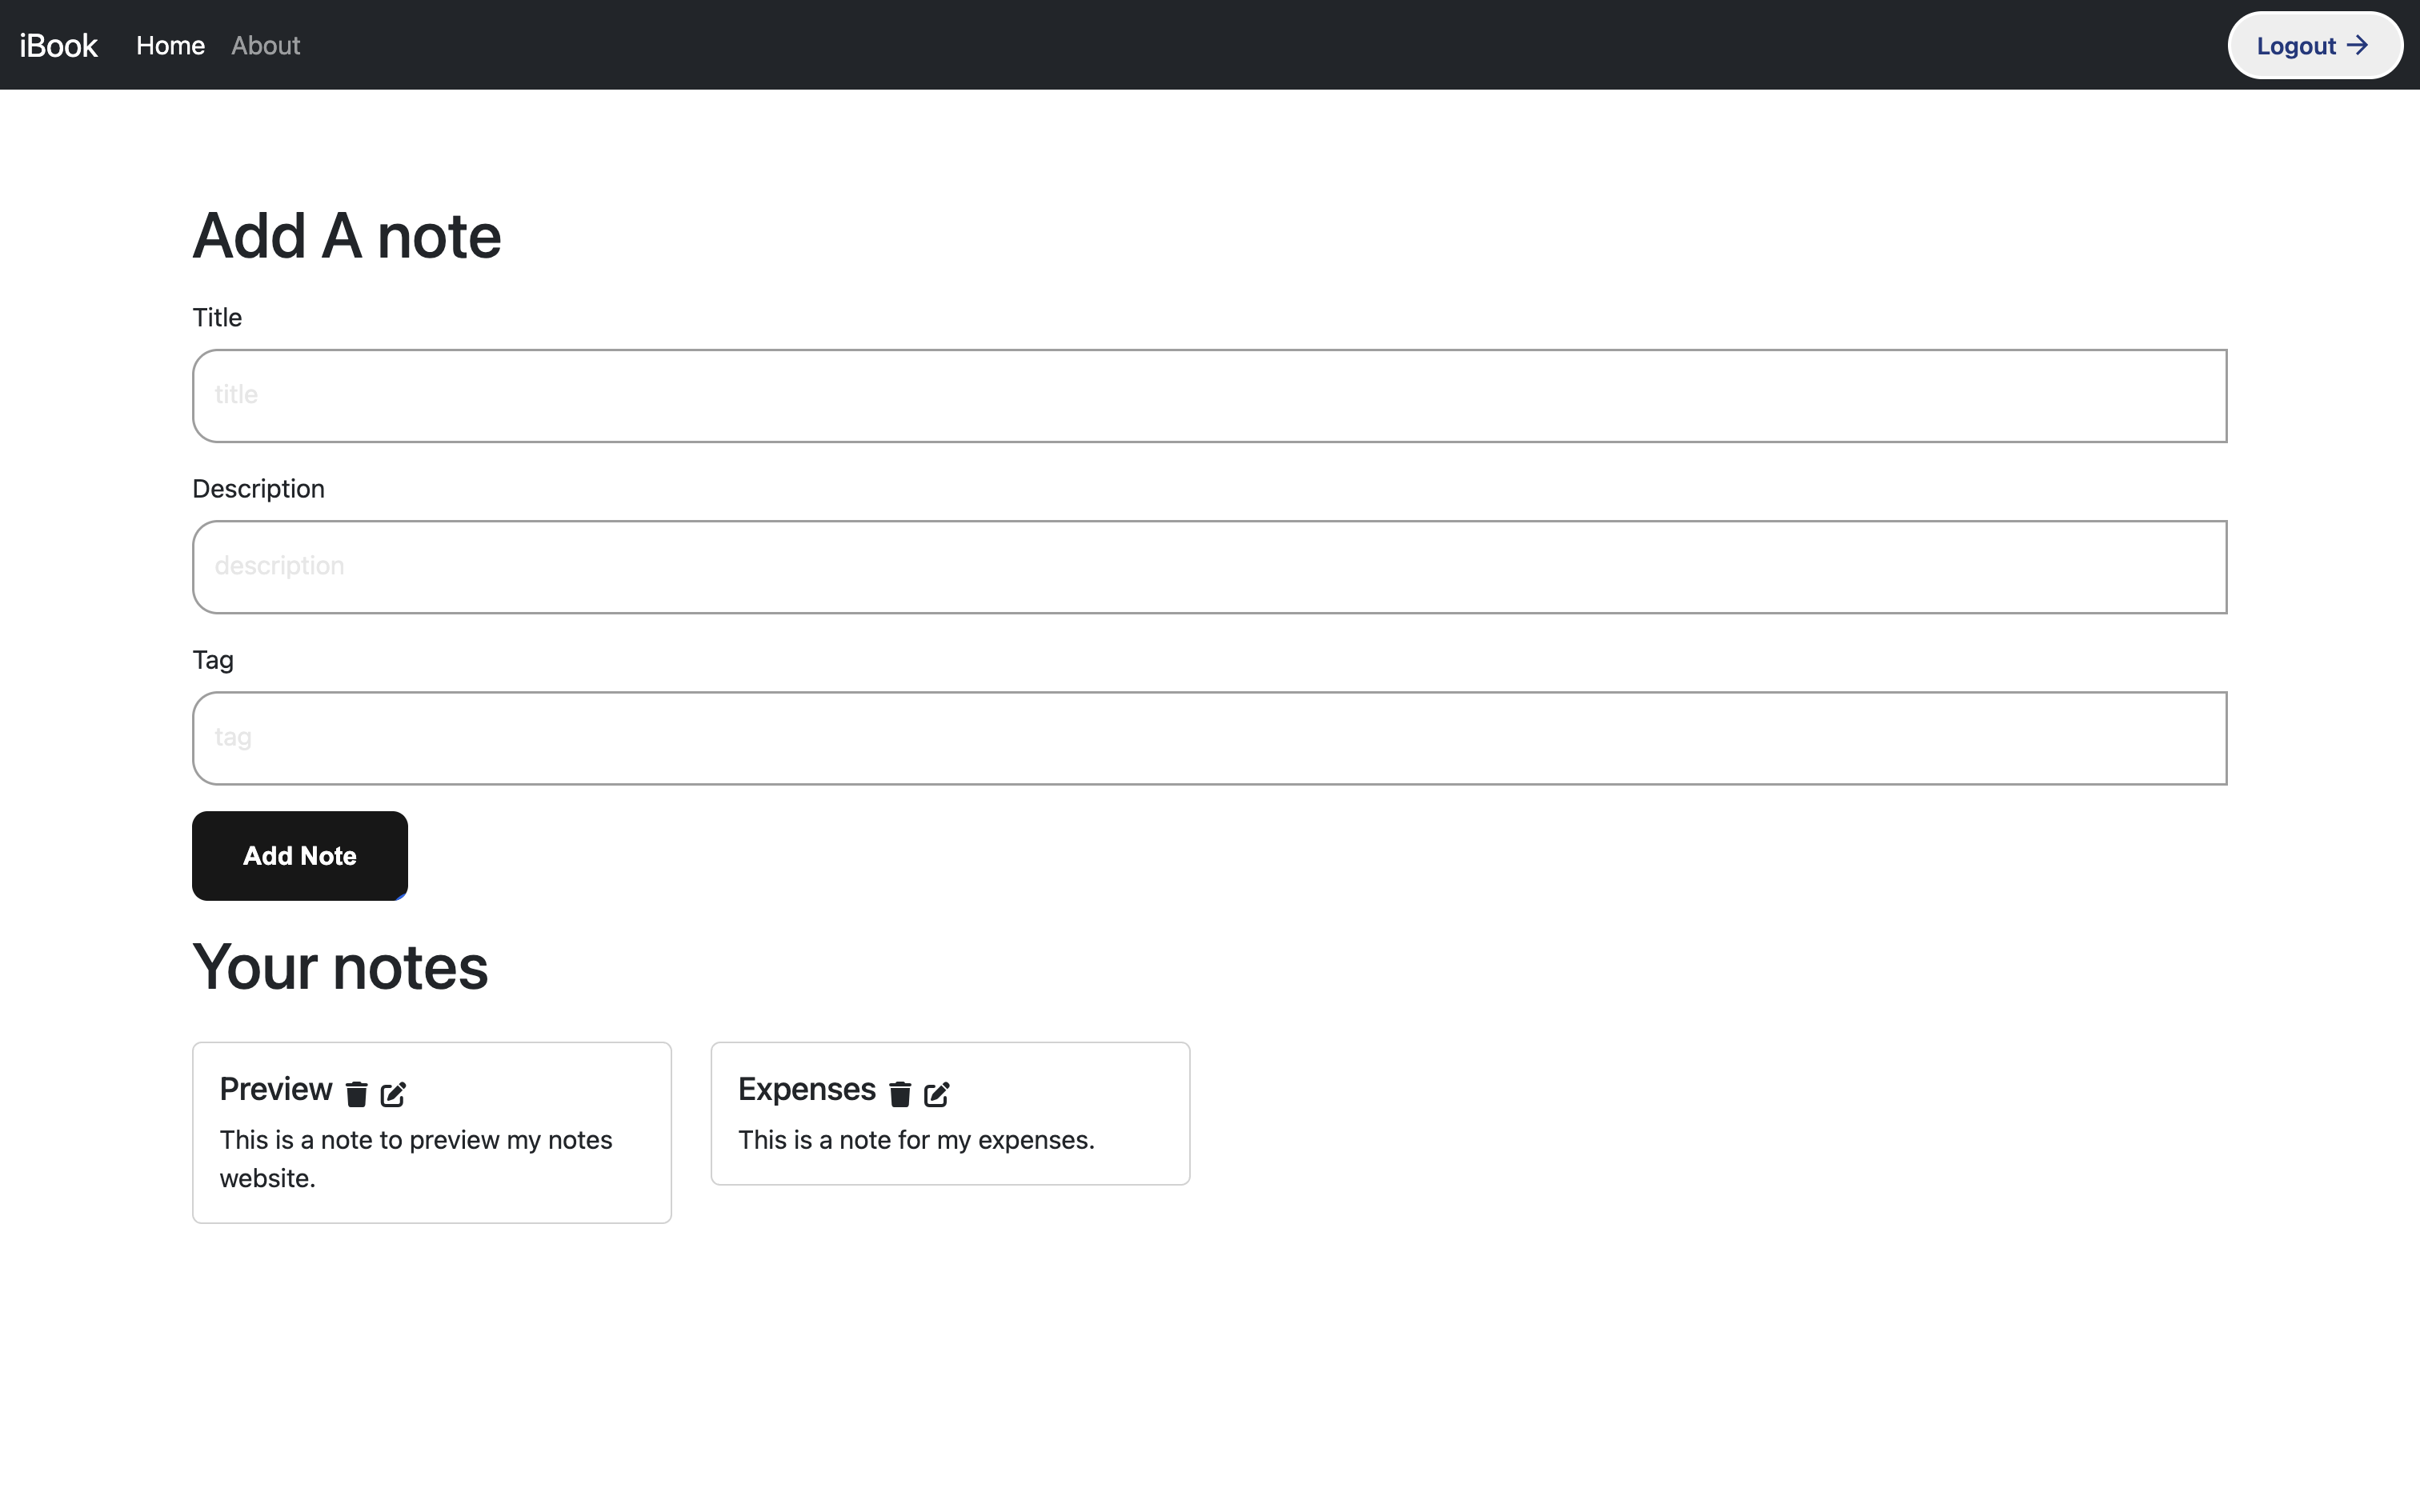 iBook Home About Logout
Add A note
Title
title
Description
description
Tag
tag
Add Note
Your notes
Preview
This is a note to preview my notes
website.
Expenses
This is a note for my expenses.